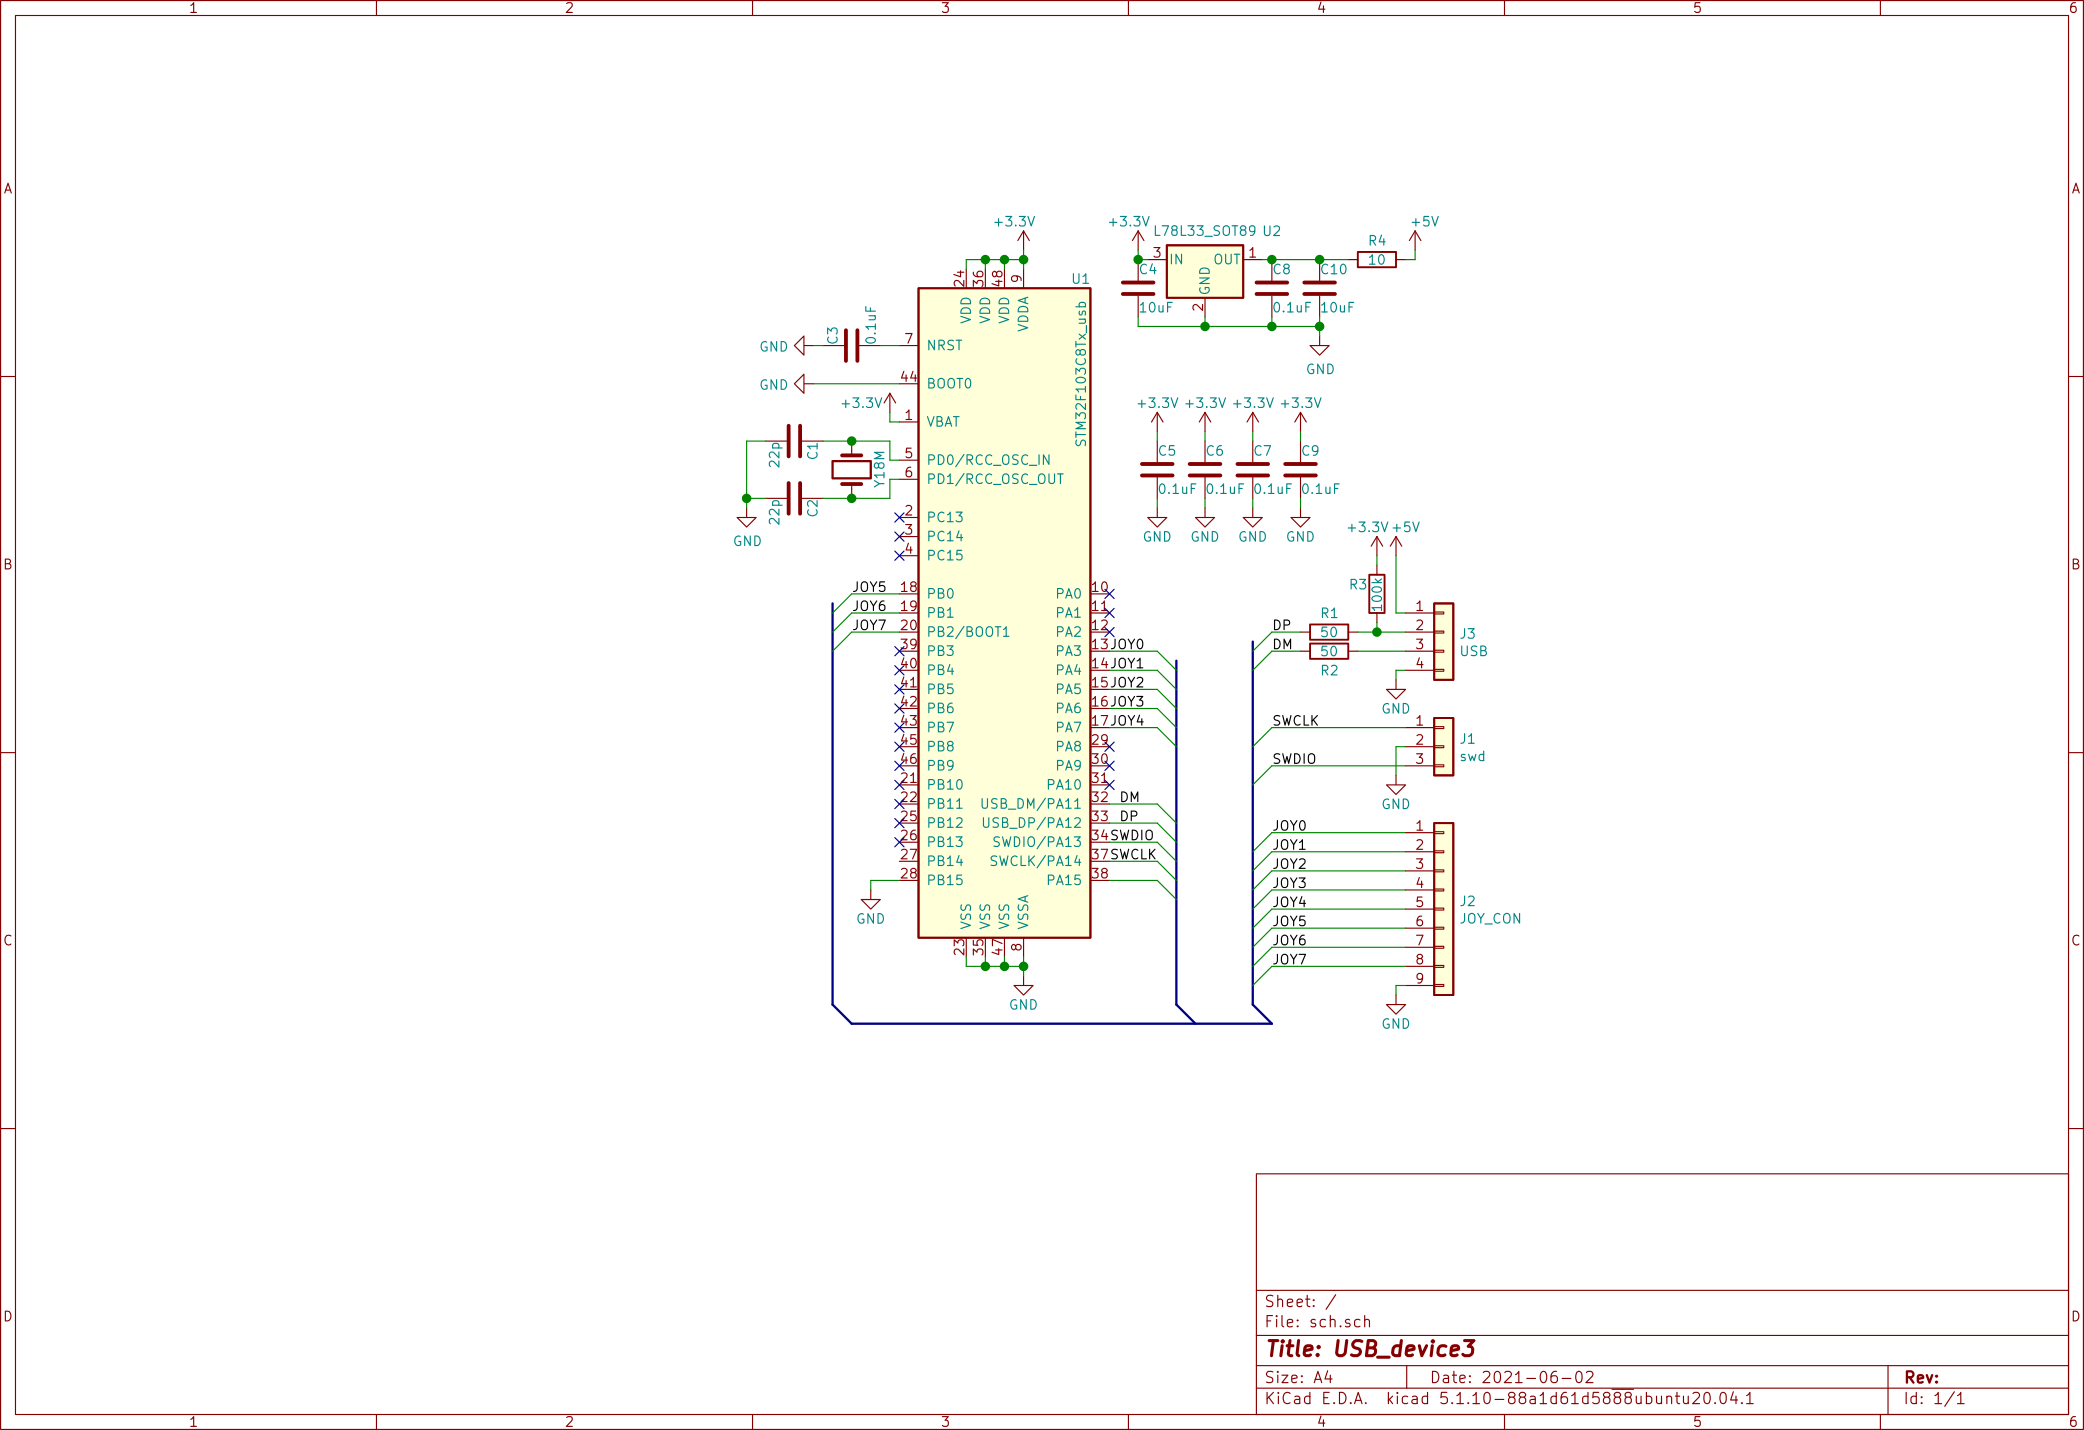 1 2 3 4 5 6
A A
B B
C C
D D
+3.3V
24 36 48 9
VDD VDD VDD VDDA
U1
STM32F103C8Tx_usb
GND C3 0.1uF 7 NRST
GND 44 BOOT0
+3.3V 1 VBAT
22p C1
5 PD0/RCC_OSC_IN
Y1 8M
6 PD1/RCC_OSC_OUT
22p C2
GND
2 PC13
3 PC14
4 PC15
JOY5 18 PB0
JOY6 19 PB1
JOY7 20 PB2/BOOT1
39 PB3
40 PB4
41 PB5
42 PB6
43 PB7
45 PB8
46 PB9
21 PB10
22 PB11
25 PB12
26 PB13
27 PB14
28 PB15
GND
PA0 10
PA1 11
PA2 12
PA3 13 JOY0
PA4 14 JOY1
PA5 15 JOY2
PA6 16 JOY3
PA7 17 JOY4
PA8 29
PA9 30
PA10 31
USB_DM/PA11 32 DM
USB_DP/PA12 33 DP
SWDIO/PA13 34 SWDIO
SWCLK/PA14 37 SWCLK
PA15 38
VSS VSS VSS VSSA
23 35 47 8
GND
+3.3V L78L33_SOT89 U2 R4 +5V
3 IN OUT 1 10
GND
2
C4 C8 C10
10uF 0.1uF 10uF
GND
+3.3V +3.3V +3.3V +3.3V
C5 C6 C7 C9
0.1uF 0.1uF 0.1uF 0.1uF
GND GND GND GND
+3.3V +5V
R3 100k
R1
DP 50
DM 50
R2
1
2
3
4
J3
USB
GND
SWCLK 1
2
SWDIO 3
J1
swd
GND
JOY0 1
JOY1 2
JOY2 3
JOY3 4
JOY4 5
JOY5 6
JOY6 7
JOY7 8
9
J2
JOY_CON
GND
Sheet: /
File: sch.sch
Title: USB_device3
Size: A4 Date: 2021-06-02 Rev:
KiCad E.D.A. kicad 5.1.10-88a1d61d5888ubuntu20.04.1 Id: 1/1
1 2 3 4 5 6